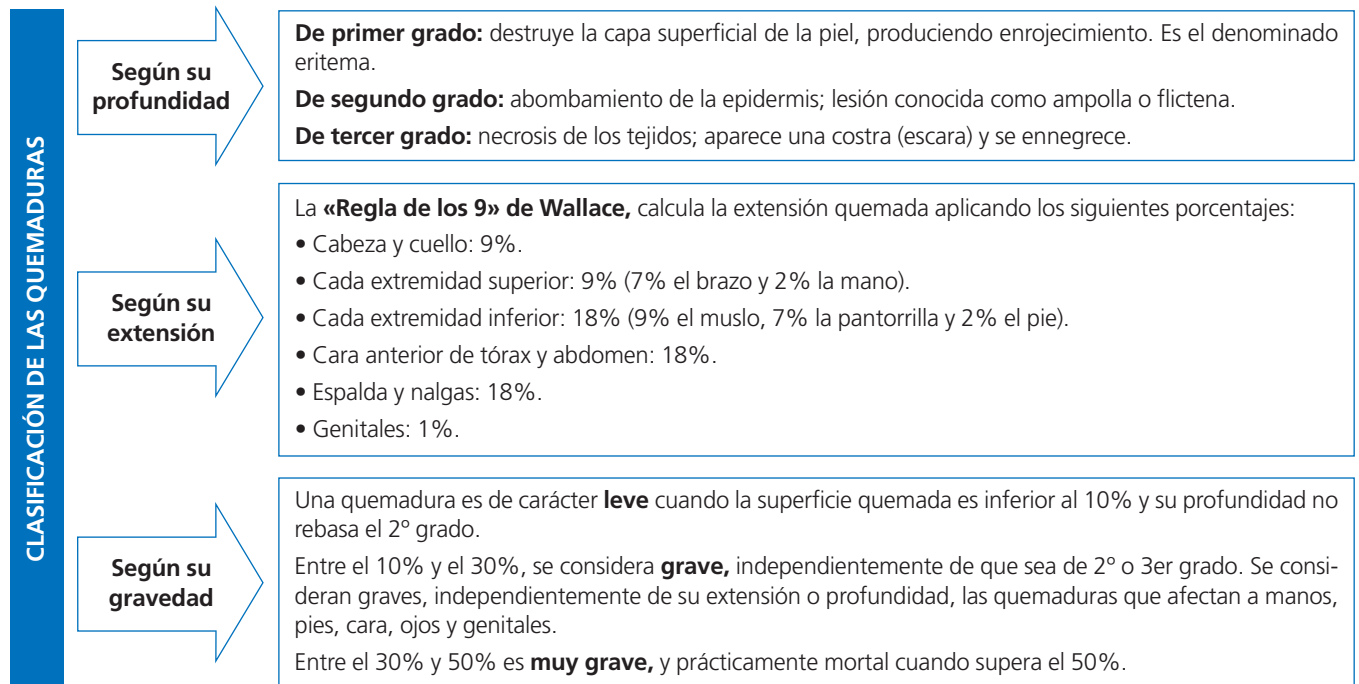 CLASIFICACIÓN DE LAS QUEMADURAS
Según su
profundidad
De primer grado: destruye la capa superficial de la piel, produciendo enrojecimiento. Es el denominado
eritema.
De segundo grado: abombamiento de la epidermis; lesión conocida como ampolla o flictena.
De tercer grado: necrosis de los tejidos; aparece una costra (escara) y se ennegrece.
Según su
extensión
La «Regla de los 9» de Wallace, calcula la extensión quemada aplicando los siguientes porcentajes:
• Cabeza y cuello: 9%.
• Cada extremidad superior: 9% (7% el brazo y 2% la mano).
• Cada extremidad inferior: 18% (9% el muslo, 7% la pantorrilla y 2% el pie).
• Cara anterior de tórax y abdomen: 18%.
• Espalda y nalgas: 18%.
• Genitales: 1%.
Según su
gravedad
Una quemadura es de carácter leve cuando la superficie quemada es inferior al 10% y su profundidad no
rebasa el 2º grado.
Entre el 10% y el 30%, se considera grave, independientemente de que sea de 2º o 3er grado. Se consi-
deran graves, independientemente de su extensión o profundidad, las quemaduras que afectan a manos,
pies, cara, ojos y genitales.
Entre el 30% y 50% es muy grave, y prácticamente mortal cuando supera el 50%.